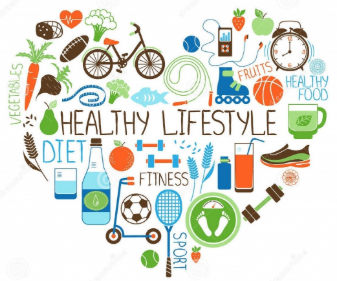 VEGETABLES
FRUITS
HEALTHY
FOOD
HEALTHY LIFESTYLE
DIET
FITNESS
SPORT